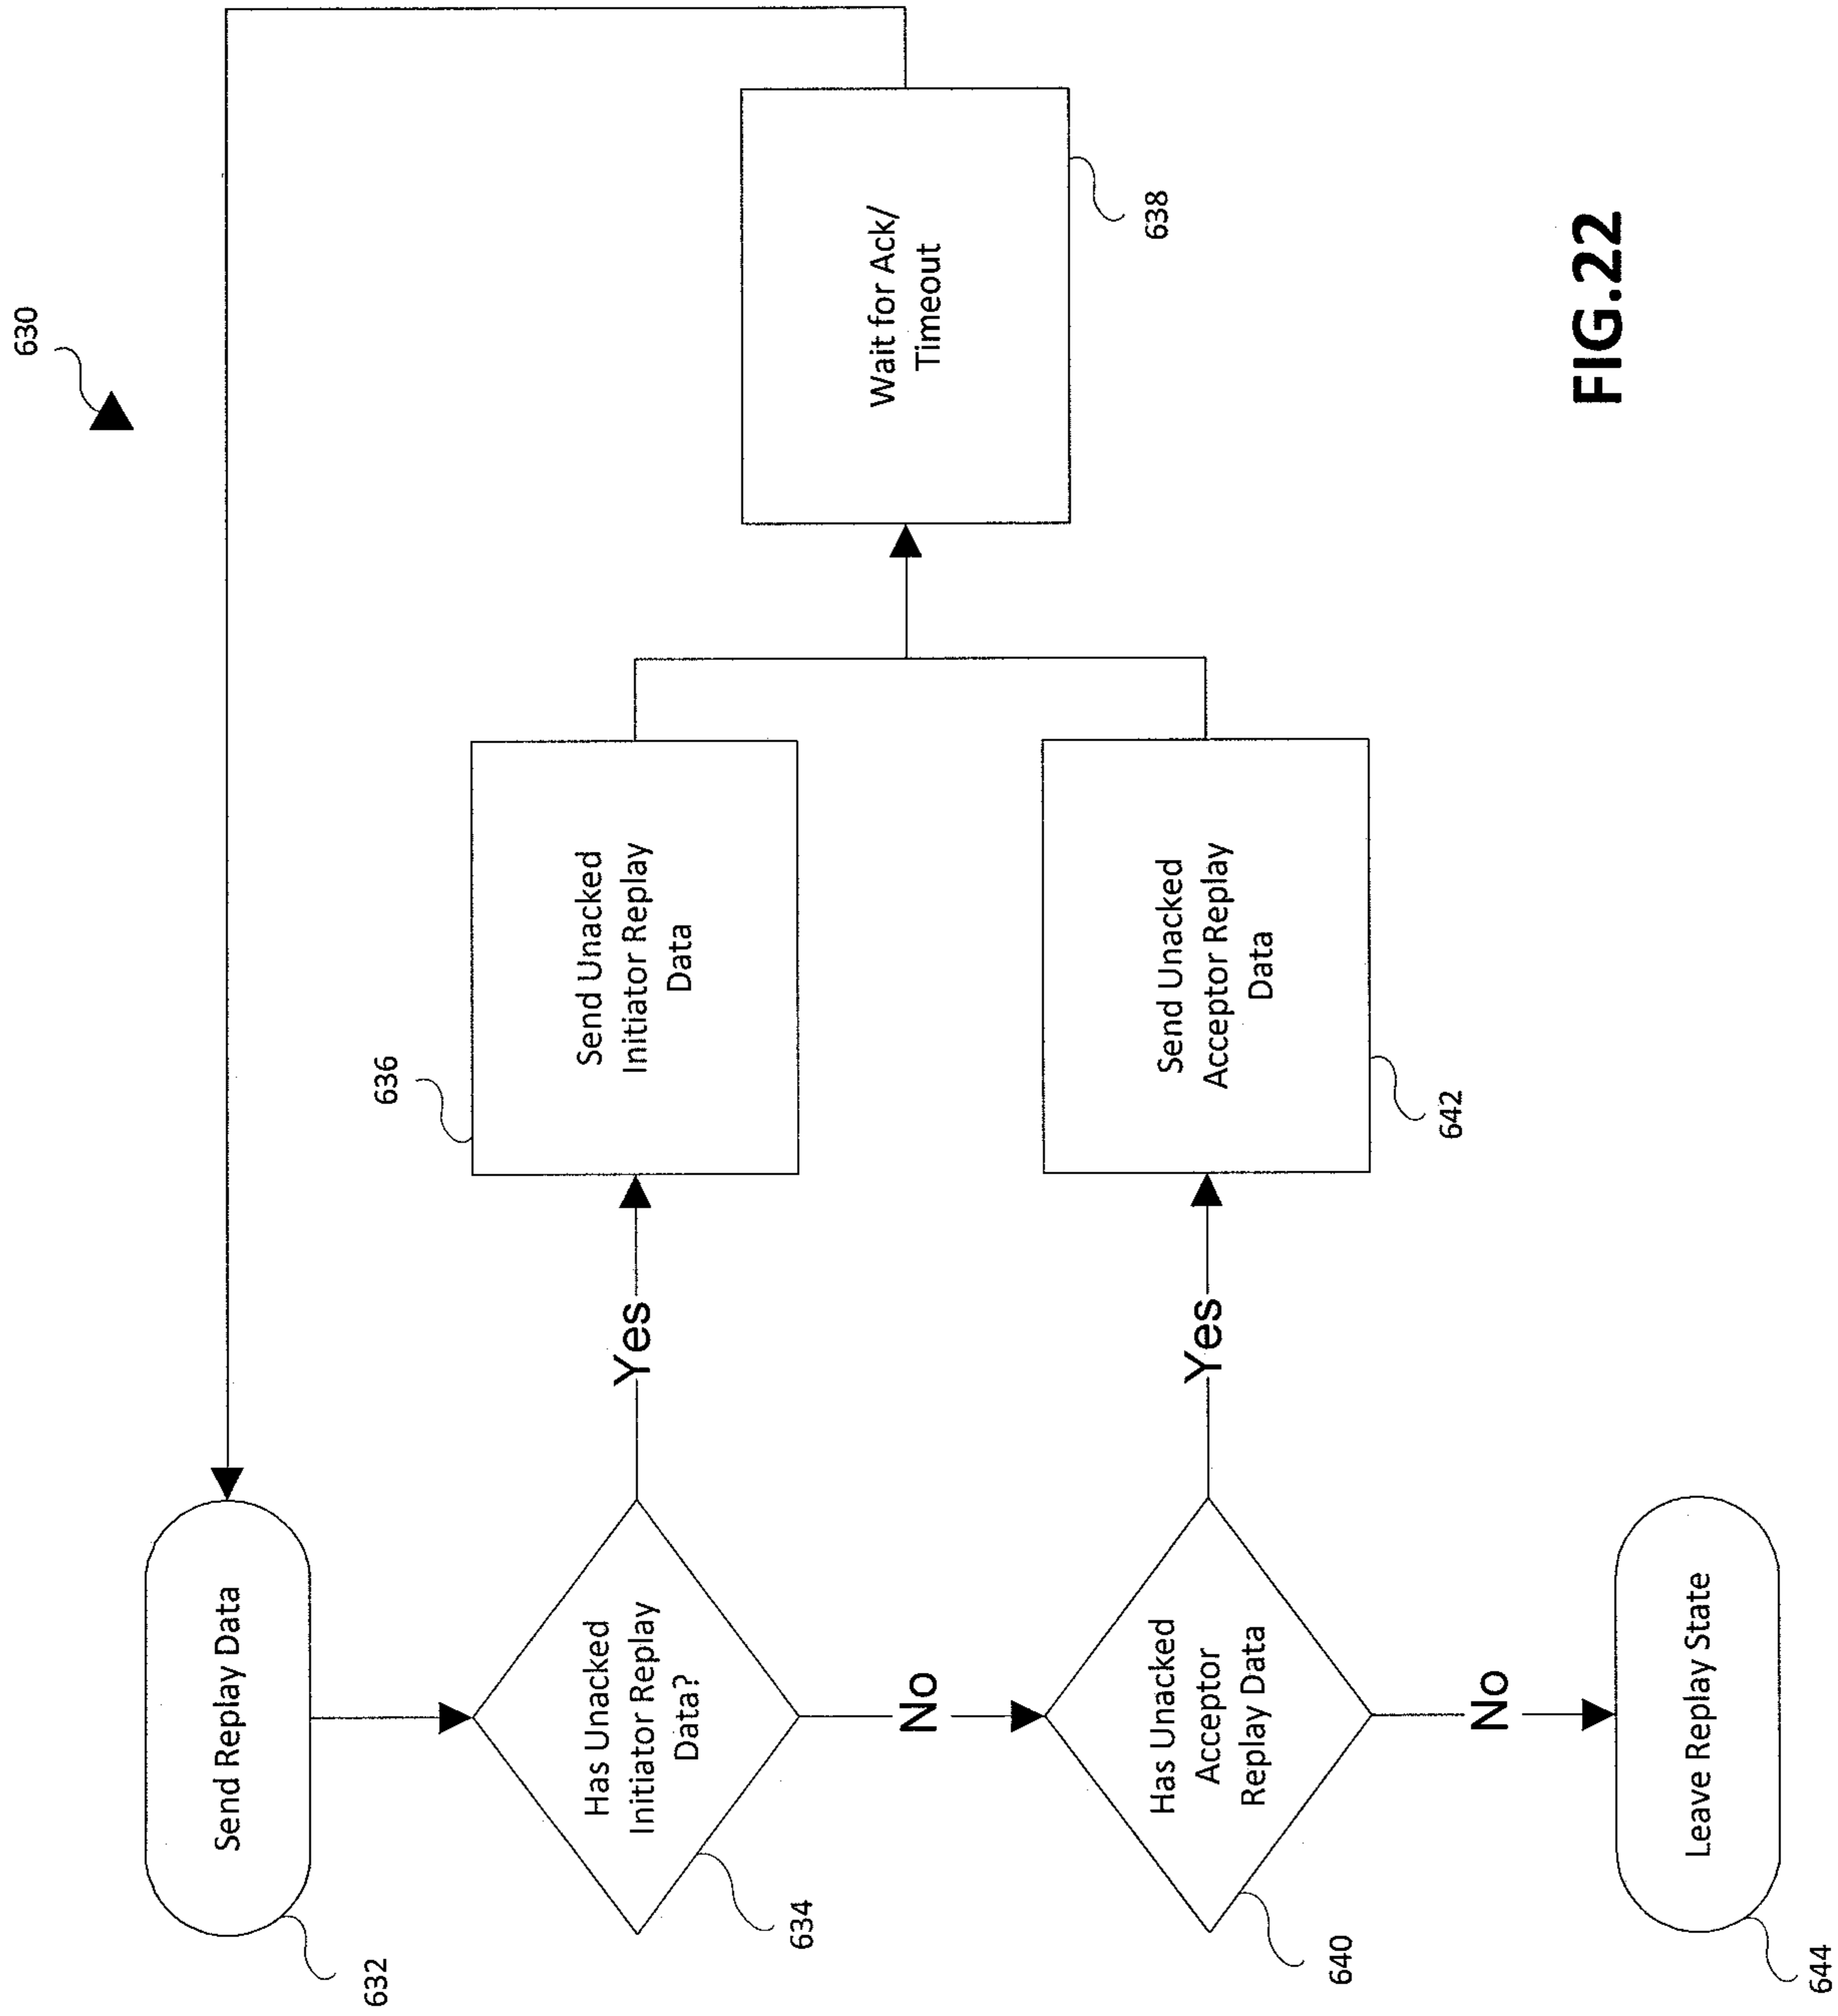 630
Send Replay Data
632
Has Unacked
Initiator Replay
Data?
634
Yes
Send Unacked
Initiator Replay
Data
636
Wait for Ack/
Timeout
638
No
Has Unacked
Acceptor
Replay Data
640
Yes
Send Unacked
Acceptor Replay
Data
642
No
Leave Replay State
644
FIG.22